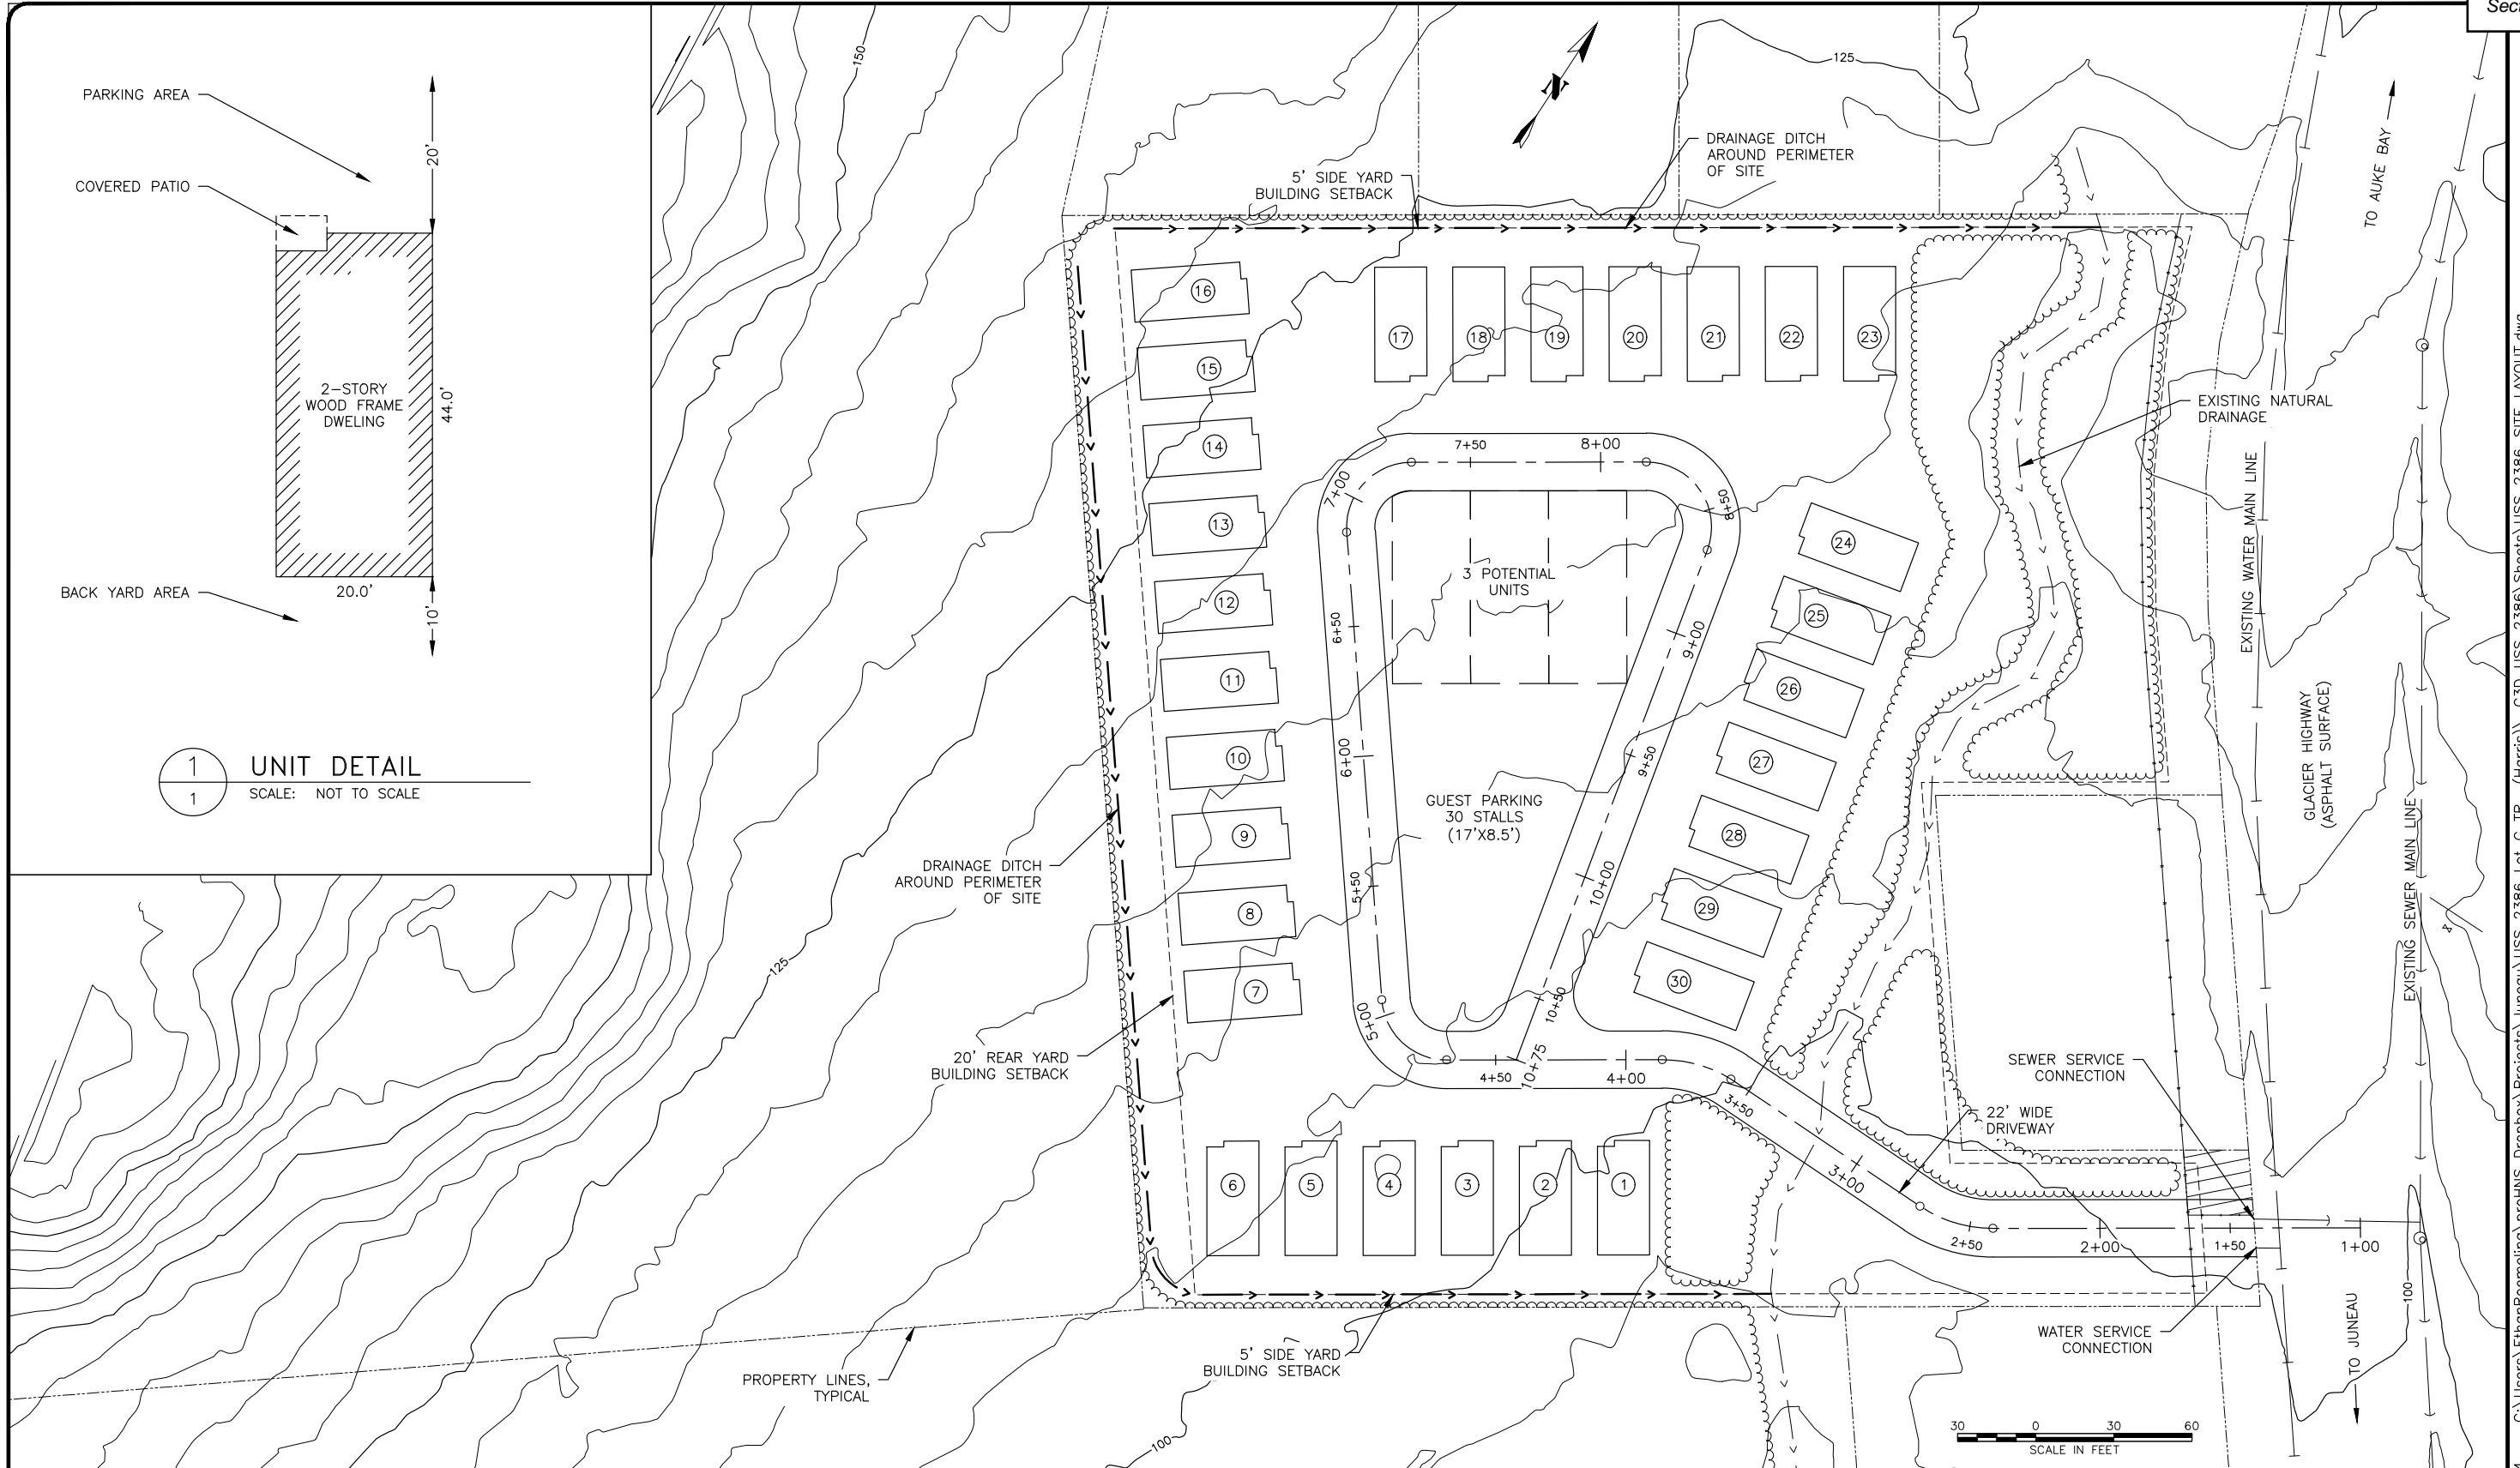 PARKING AREA
COVERED PATIO
20'
2-STORY
WOOD FRAME
DWELING
44.0'
20.0'
BACK YARD AREA
10'
1
1
UNIT DETAIL
SCALE: NOT TO SCALE
150
125
N
5' SIDE YARD
BUILDING SETBACK
DRAINAGE DITCH
AROUND PERIMETER
OF SITE
TO AUKE BAY
16
15
14
13
12
11
10
9
8
7
17
18
19
20
21
22
23
24
25
26
27
28
29
30
6
5
4
3
2
1
EXISTING NATURAL
DRAINAGE
EXISTING WATER MAIN LINE
GLACIER HIGHWAY
(ASPHALT SURFACE)
EXISTING SEWER MAIN LINE
7+00
7+50
8+00
8+50
9+00
9+50
10+00
10+50
10+75
6+50
6+00
5+50
5+00
4+50
4+00
3+50
3+00
2+50
2+00
1+50
1+00
3 POTENTIAL
UNITS
GUEST PARKING
30 STALLS
(17'X8.5')
DRAINAGE DITCH
AROUND PERIMETER
OF SITE
125
20' REAR YARD
BUILDING SETBACK
SEWER SERVICE
CONNECTION
22' WIDE
DRIVEWAY
WATER SERVICE
CONNECTION
100
TO JUNEAU
5' SIDE YARD
BUILDING SETBACK
PROPERTY LINES,
TYPICAL
100
30 0 30 60
SCALE IN FEET